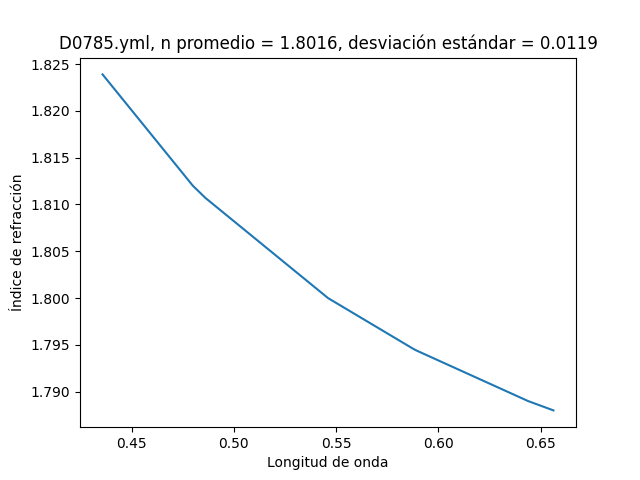 D0785.yml, n promedio = 1.8016, desviación estándar = 0.0119
1.825
1.820
1.815
1.810
1.805
1.800
1.795
1.790
Índice de refracción
0.45 0.50 0.55 0.60 0.65
Longitud de onda